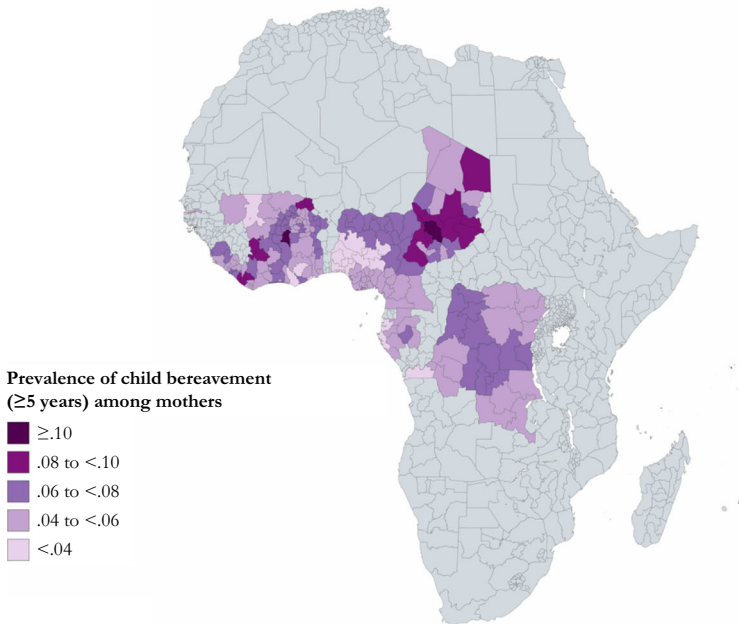 Prevalence of child bereavement
(≥5 years) among mothers
≥.10
.08 to <.10
.06 to <.08
.04 to <.06
<.04